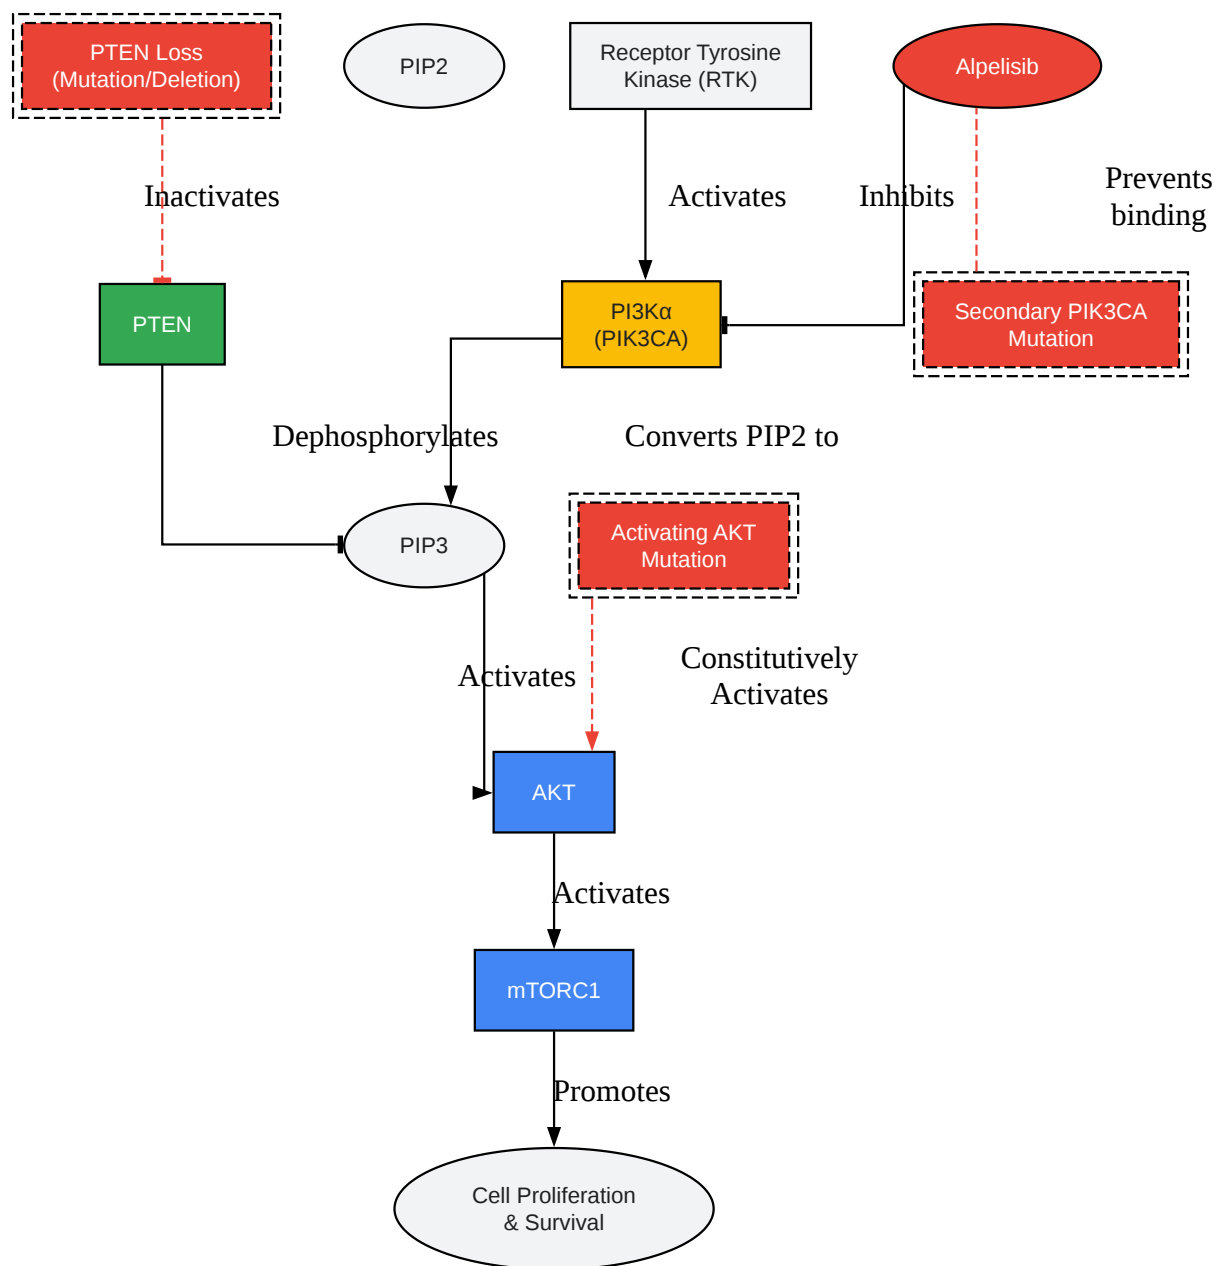 PTEN Loss
(Mutation/Deletion)
PIP2
Receptor Tyrosine
Kinase (RTK)
Alpelisib
Inactivates
Activates
Inhibits
Prevents
binding
PTEN
PI3Kα
(PIK3CA)
Secondary PIK3CA
Mutation
Dephosphorylates
Converts PIP2 to
PIP3
Activating AKT
Mutation
Activates
Constitutively
Activates
AKT
Activates
mTORC1
Promotes
Cell Proliferation
& Survival